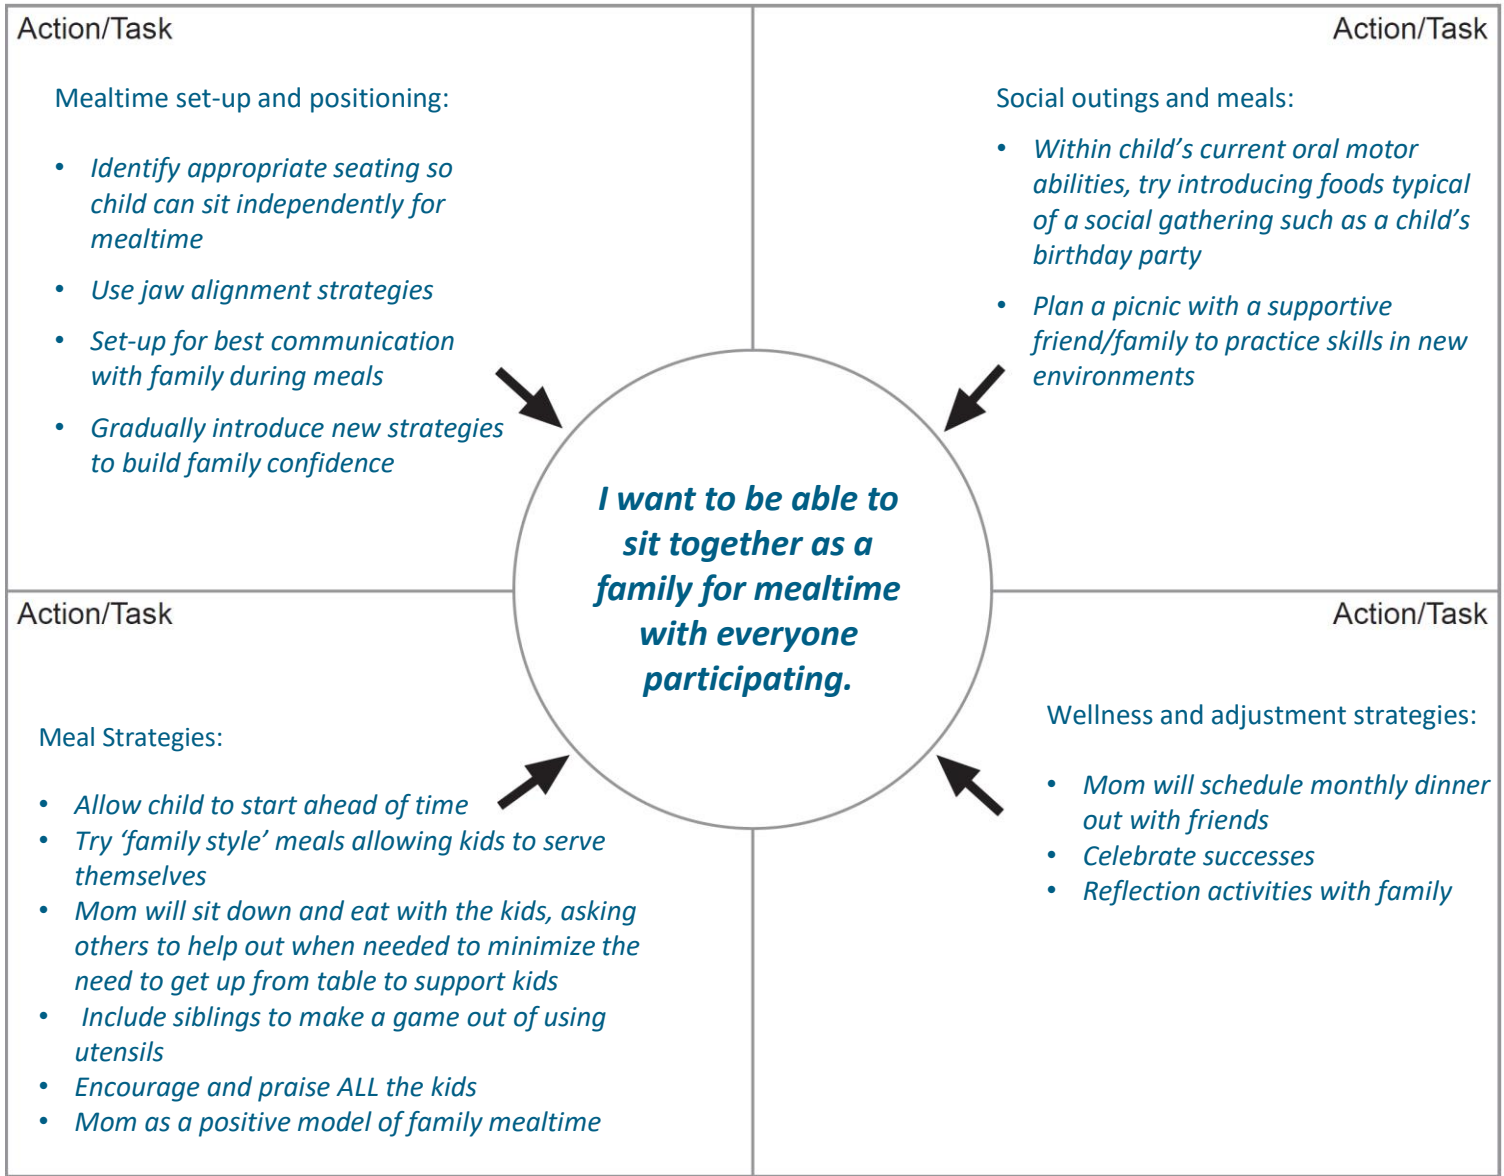 Action/Task
Mealtime set-up and positioning:
• Identify appropriate seating so
child can sit independently for
mealtime
• Use jaw alignment strategies
• Set-up for best communication
with family during meals
• Gradually introduce new strategies
to build family confidence
Action/Task
Social outings and meals:
• Within child’s current oral motor
abilities, try introducing foods typical
of a social gathering such as a child’s
birthday party
• Plan a picnic with a supportive
friend/family to practice skills in new
environments
I want to be able to
sit together as a
family for mealtime
with everyone
participating.
Action/Task
Meal Strategies:
• Allow child to start ahead of time
• Try ‘family style’ meals allowing kids to serve
themselves
• Mom will sit down and eat with the kids, asking
others to help out when needed to minimize the
need to get up from table to support kids
• Include siblings to make a game out of using
utensils
• Encourage and praise ALL the kids
• Mom as a positive model of family mealtime
Action/Task
Wellness and adjustment strategies:
• Mom will schedule monthly dinner
out with friends
• Celebrate successes
• Reflection activities with family